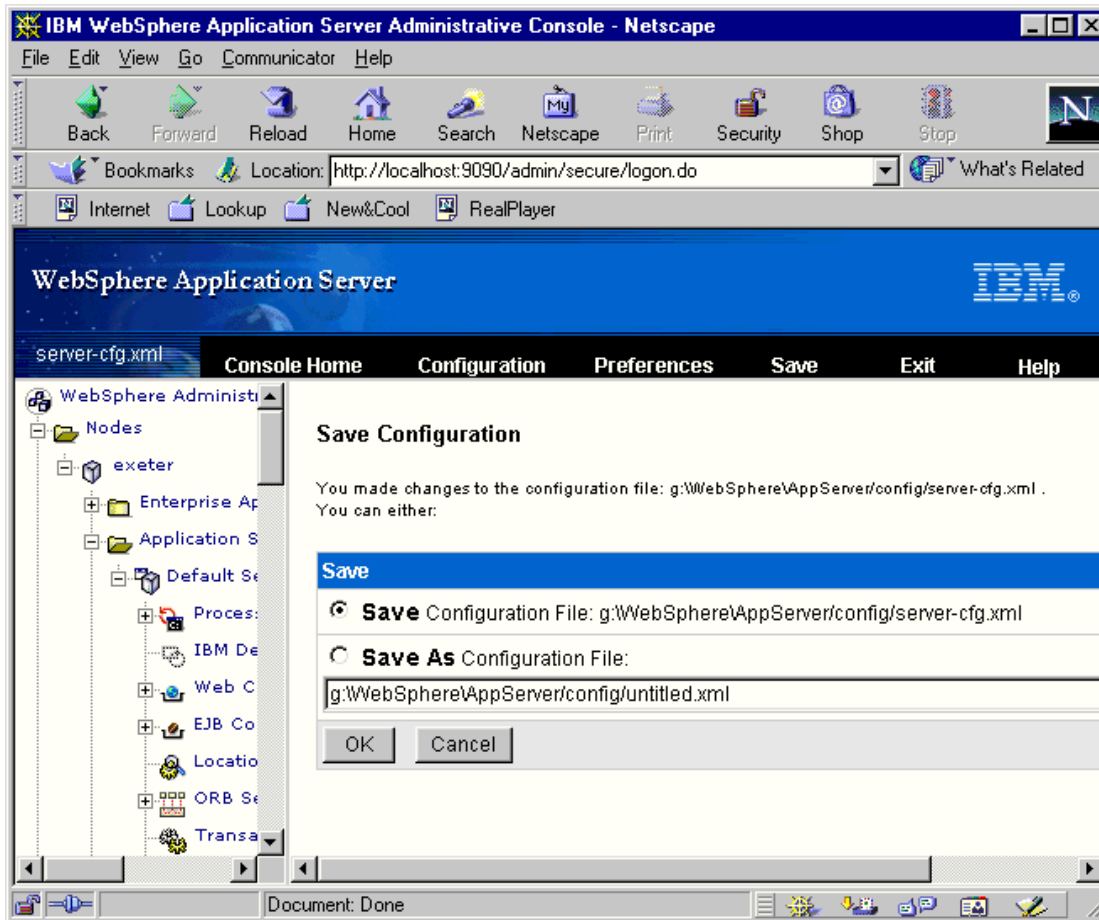 IBM WebSphere Application Server Administrative Console - Netscape
File Edit View Go Communicator Help
Back Forward Reload Home Search Netscape Print Security Shop Stop
My
N
Bookmarks Location: http://localhost:9090/admin/secure/logon.do What's Related
Internet Lookup New&Cool RealPlayer
WebSphere Application Server
IBM®
server-cfg.xml Console Home Configuration Preferences Save Exit Help
WebSphere Administ
Nodes
exeter
Enterprise Ap
Application S
Default Se
Process
IBM De
Web C
EJB Co
Locatio
ORB Se
Transa
Save Configuration
You made changes to the configuration file: g:\WebSphere\AppServer/config/server-cfg.xml .
You can either:
Save
Save Configuration File: g:\WebSphere\AppServer/config/server-cfg.xml
Save As Configuration File:
g:\WebSphere\AppServer/config/untitled.xml
OK Cancel
Document: Done